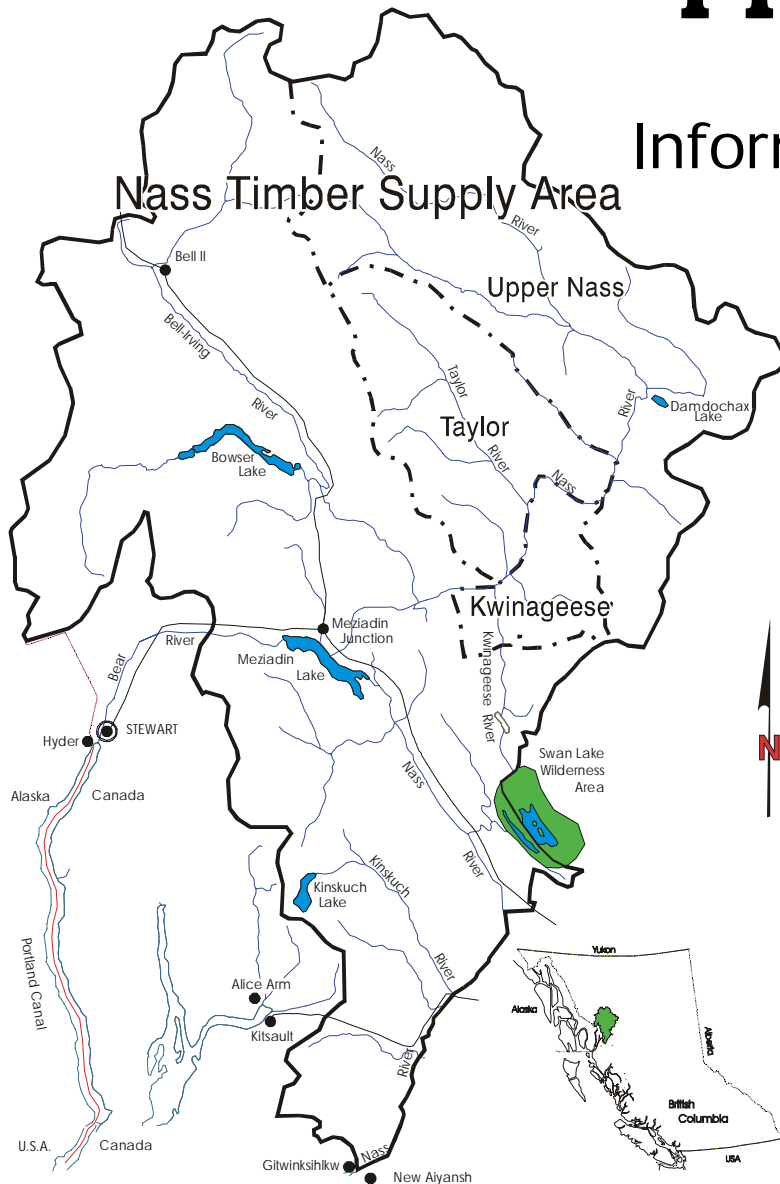 Inform
Nass
Nass Timber Supply Area
River
Bell II
Upper Nass
Bell-Irving
River
Taylor
River
River
Damdochax
Lake
Taylor
Bowser
Lake
Nass
Kwinageese
Meziadin
Junction
River
Bear
Meziadin
Lake
Kwinageese River
STEWART
Hyder
Swan Lake
Wilderness
Area
N
Alaska
Canada
Nass
River
Kinskuch
River
Kinskuch
Lake
Portland Canal
Alice Arm
Kitsault
River
Nass
Yukon
Alaska
Alberta
British
Columbia
USA
U.S.A.
Canada
Gitwinksihlkw
New Aiyansh